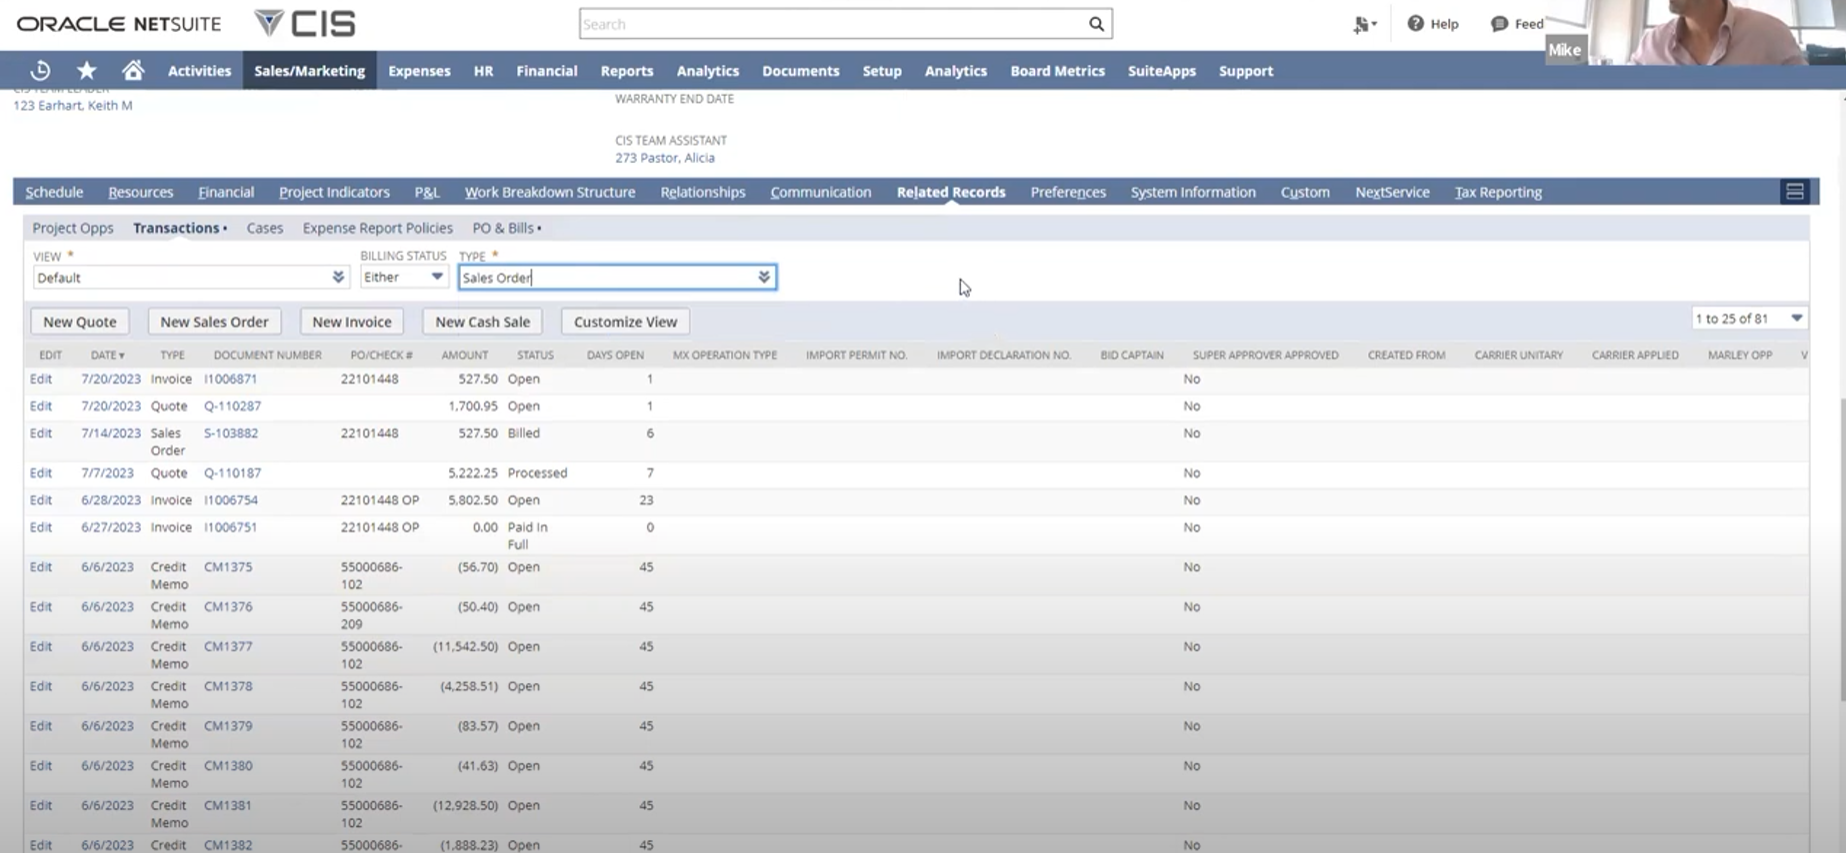 ORACLE NETSUITE CIS Search Help Feed
Mike
Activities Sales/Marketing Expenses HR Financial Reports Analytics Documents Setup Analytics Board Metrics SuiteApps Support
CIS TEAM LEADER WARRANTY END DATE
123 Earhart, Keith M
CIS TEAM ASSISTANT
273 Pastor, Alicia
Schedule Resources Financial Project Indicators P&L Work Breakdown Structure Relationships Communication Related Records Preferences System Information Custom NextService Tax Reporting
Project Opps Transactions • Cases Expense Report Policies PO & Bills •
VIEW * BILLING STATUS TYPE *
Default Either Sales Order
New Quote New Sales Order New Invoice New Cash Sale Customize View 1 to 25 of 81
EDIT DATE ▾ TYPE DOCUMENT NUMBER PO/CHECK # AMOUNT STATUS DAYS OPEN MX OPERATION TYPE IMPORT PERMIT NO. IMPORT DECLARATION NO. BID CAPTAIN SUPER APPROVER APPROVED CREATED FROM CARRIER UNITARY CARRIER APPLIED MARLEY OPP V
Edit 7/20/2023 Invoice I1006871 22101448 527.50 Open 1 No
Edit 7/20/2023 Quote Q-110287 1,700.95 Open 1 No
Edit 7/14/2023 Sales S-103882 22101448 527.50 Billed 6 No
Order
Edit 7/7/2023 Quote Q-110187 5,222.25 Processed 7 No
Edit 6/28/2023 Invoice I1006754 22101448 OP 5,802.50 Open 23 No
Edit 6/27/2023 Invoice I1006751 22101448 OP 0.00 Paid In 0 No
Full
Edit 6/6/2023 Credit CM1375 55000686- (56.70) Open 45 No
Memo 102
Edit 6/6/2023 Credit CM1376 55000686- (50.40) Open 45 No
Memo 209
Edit 6/6/2023 Credit CM1377 55000686- (11,542.50) Open 45 No
Memo 102
Edit 6/6/2023 Credit CM1378 55000686- (4,258.51) Open 45 No
Memo 102
Edit 6/6/2023 Credit CM1379 55000686- (83.57) Open 45 No
Memo 102
Edit 6/6/2023 Credit CM1380 55000686- (41.63) Open 45 No
Memo 102
Edit 6/6/2023 Credit CM1381 55000686- (12,928.50) Open 45 No
Memo 102
Edit 6/6/2023 Credit CM1382 55000686- (1,888.23) Open 45 No